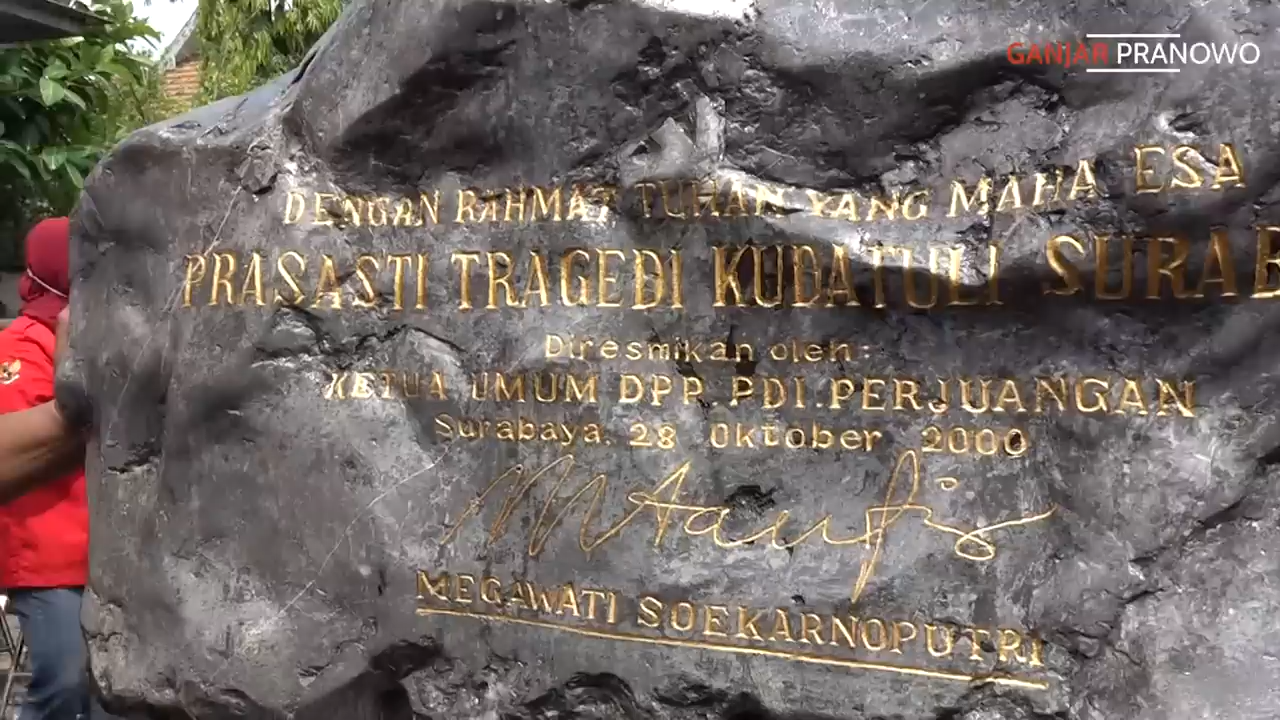 GANJAR PRANOWO
DENGAN RAHMAT TUHAN YANG MAHA ESA
PRASASTI TRAGEDI KUDATULI SURAB
Diresmikan oleh:
KETUA UMUM DPP. PDI. PERJUANGAN
Surabaya, 28 Oktober 2000
MEGAWATI SOEKARNOPUTRI